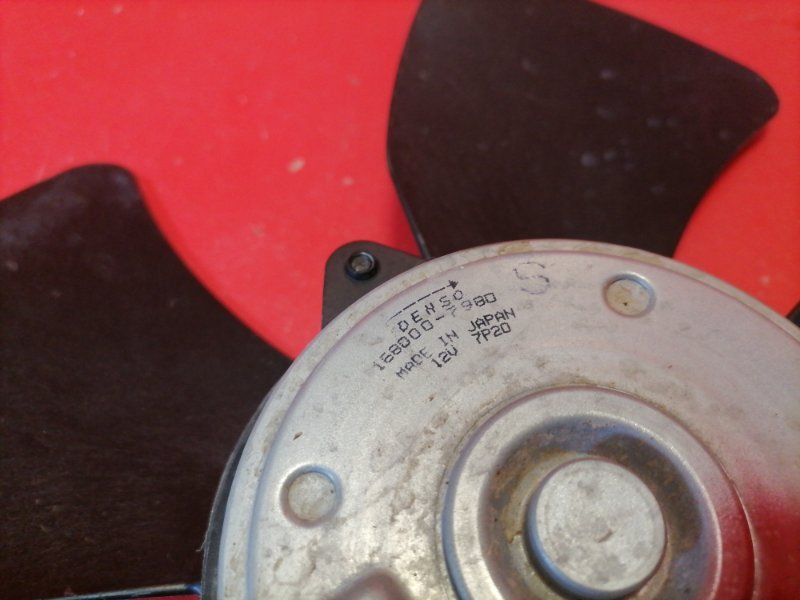 S
DENSO
168000-7980
MADE IN JAPAN
12V 7P20